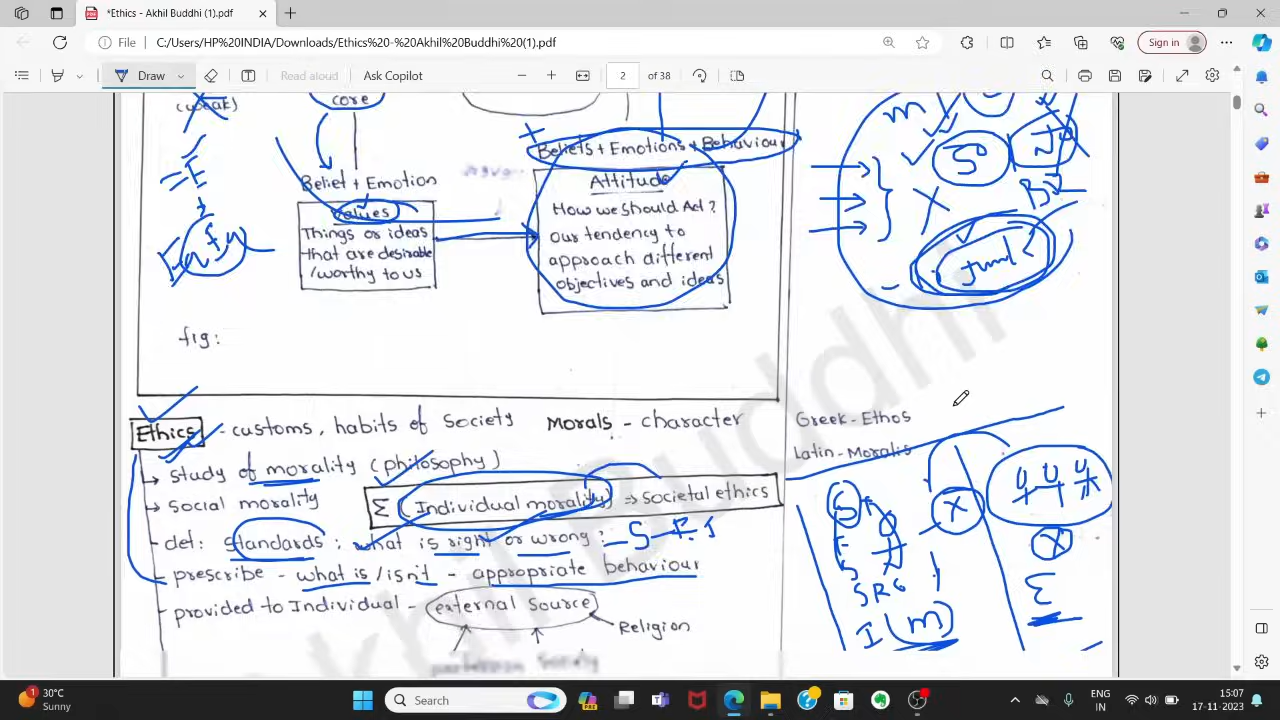 *Ethics - Akhil Buddhi (1).pdf
File C:/Users/HP%20INDIA/Downloads/Ethics%20-%20Akhil%20Buddhi%20(1).pdf
Sign in
Draw
Read aloud
Ask Copilot
2 of 38
(weak)
core
Beliefs + Emotions + Behaviour
Belief + Emotion
Attitude
Values
How we should Act?
Things or ideas
our tendency to
that are desirable
approach different
/worthy to us
objectives and ideas
fig:
Ethics - customs, habits of Society Morals - character
Greek - Ethos
Latin - Moralis
→ study of morality (philosophy)
→ social morality
Σ (Individual morality) ⇒ societal ethics
- def: standards: what is right or wrong:
- prescribe - what is/isn't - appropriate behaviour
- provided to Individual - external source
Religion
Akhil Buddhi
30°C
Sunny
Search
ENG
IN
15:07
17-11-2023